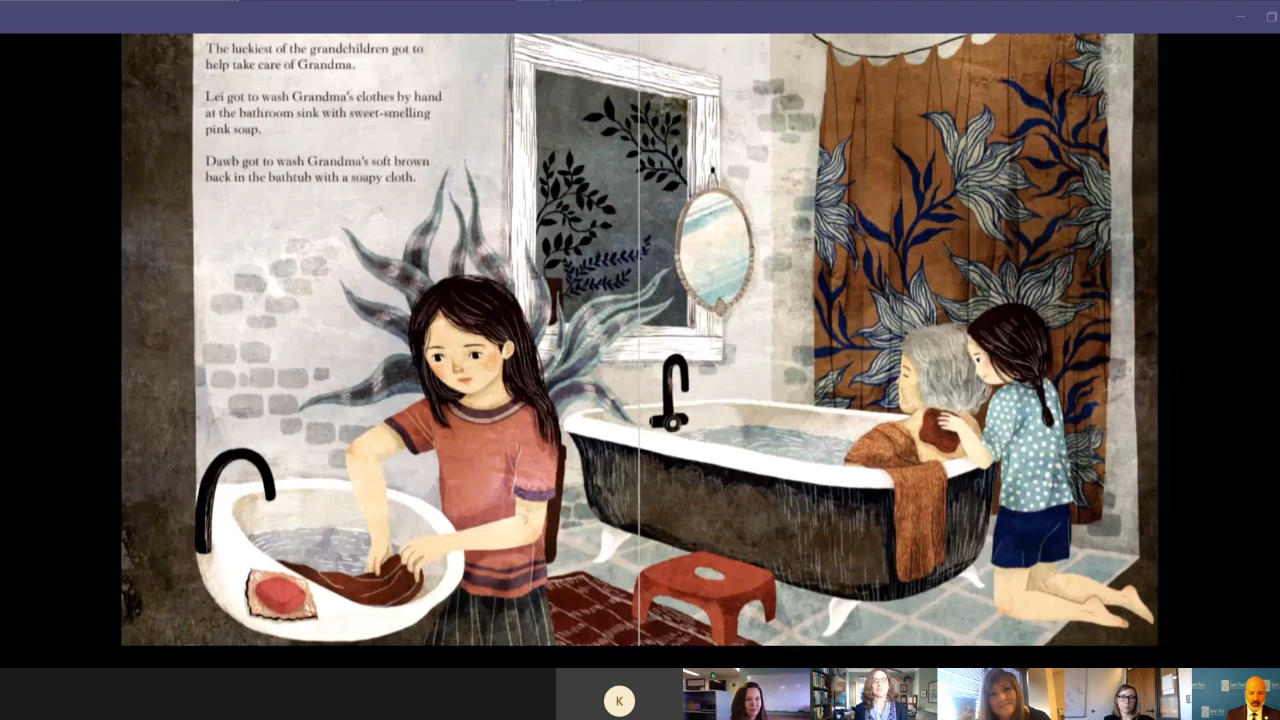 The luckiest of the grandchildren got to
help take care of Grandma.
Lei got to wash Grandma's clothes by hand
at the bathroom sink with sweet-smelling
pink soap.
Dawb got to wash Grandma's soft brown
back in the bathtub with a soapy cloth.
K